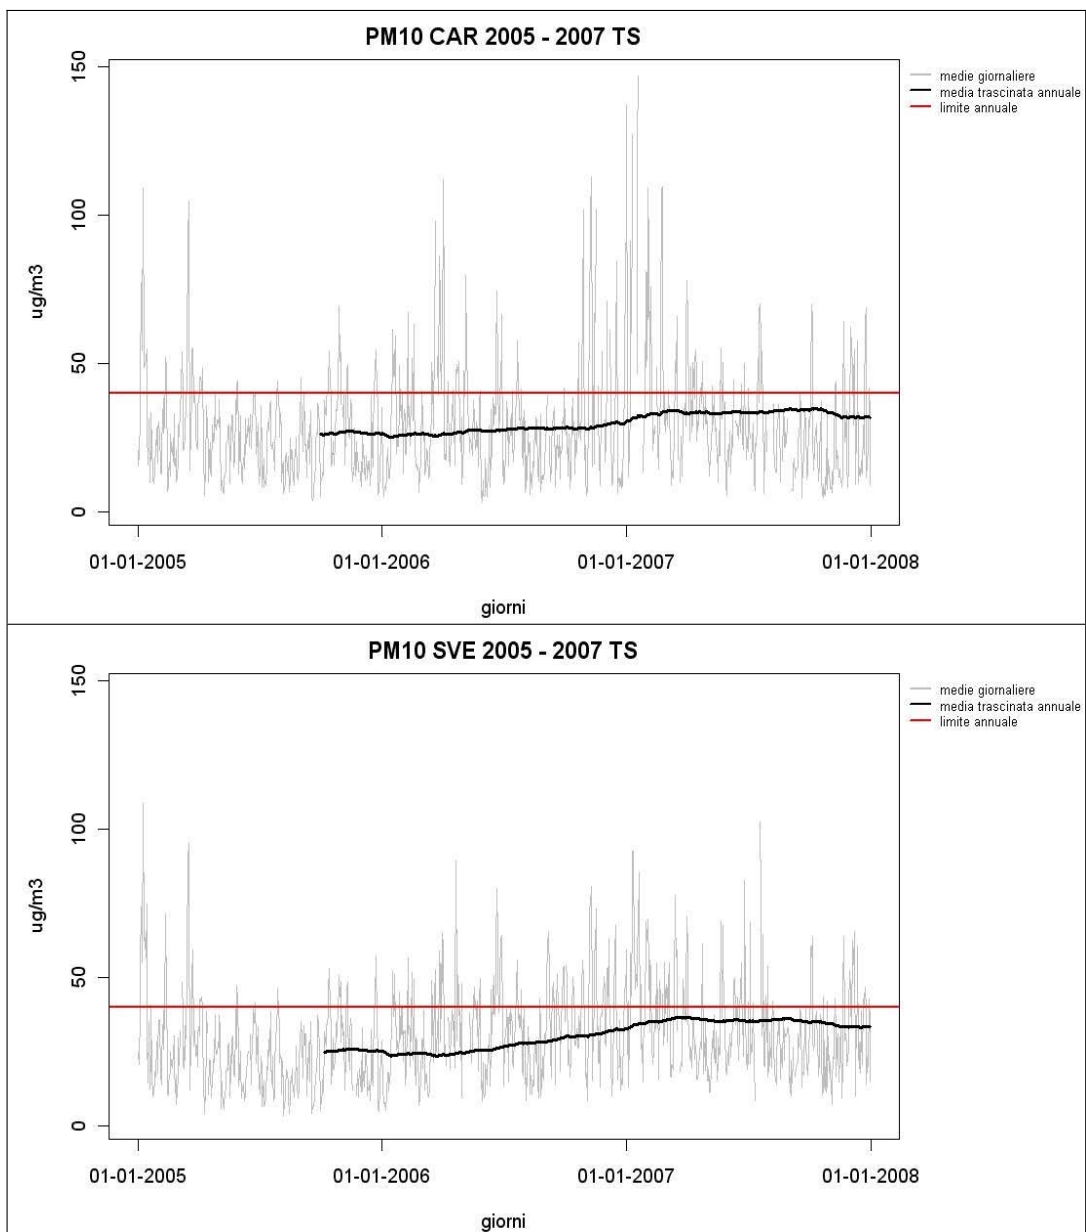 PM10 CAR 2005 - 2007 TS
150
100
50
0
ug/m3
01-01-2005 01-01-2006 01-01-2007 01-01-2008
giorni
medie giornaliere
media trascinata annuale
limite annuale
PM10 SVE 2005 - 2007 TS
150
100
50
0
ug/m3
01-01-2005 01-01-2006 01-01-2007 01-01-2008
giorni
medie giornaliere
media trascinata annuale
limite annuale